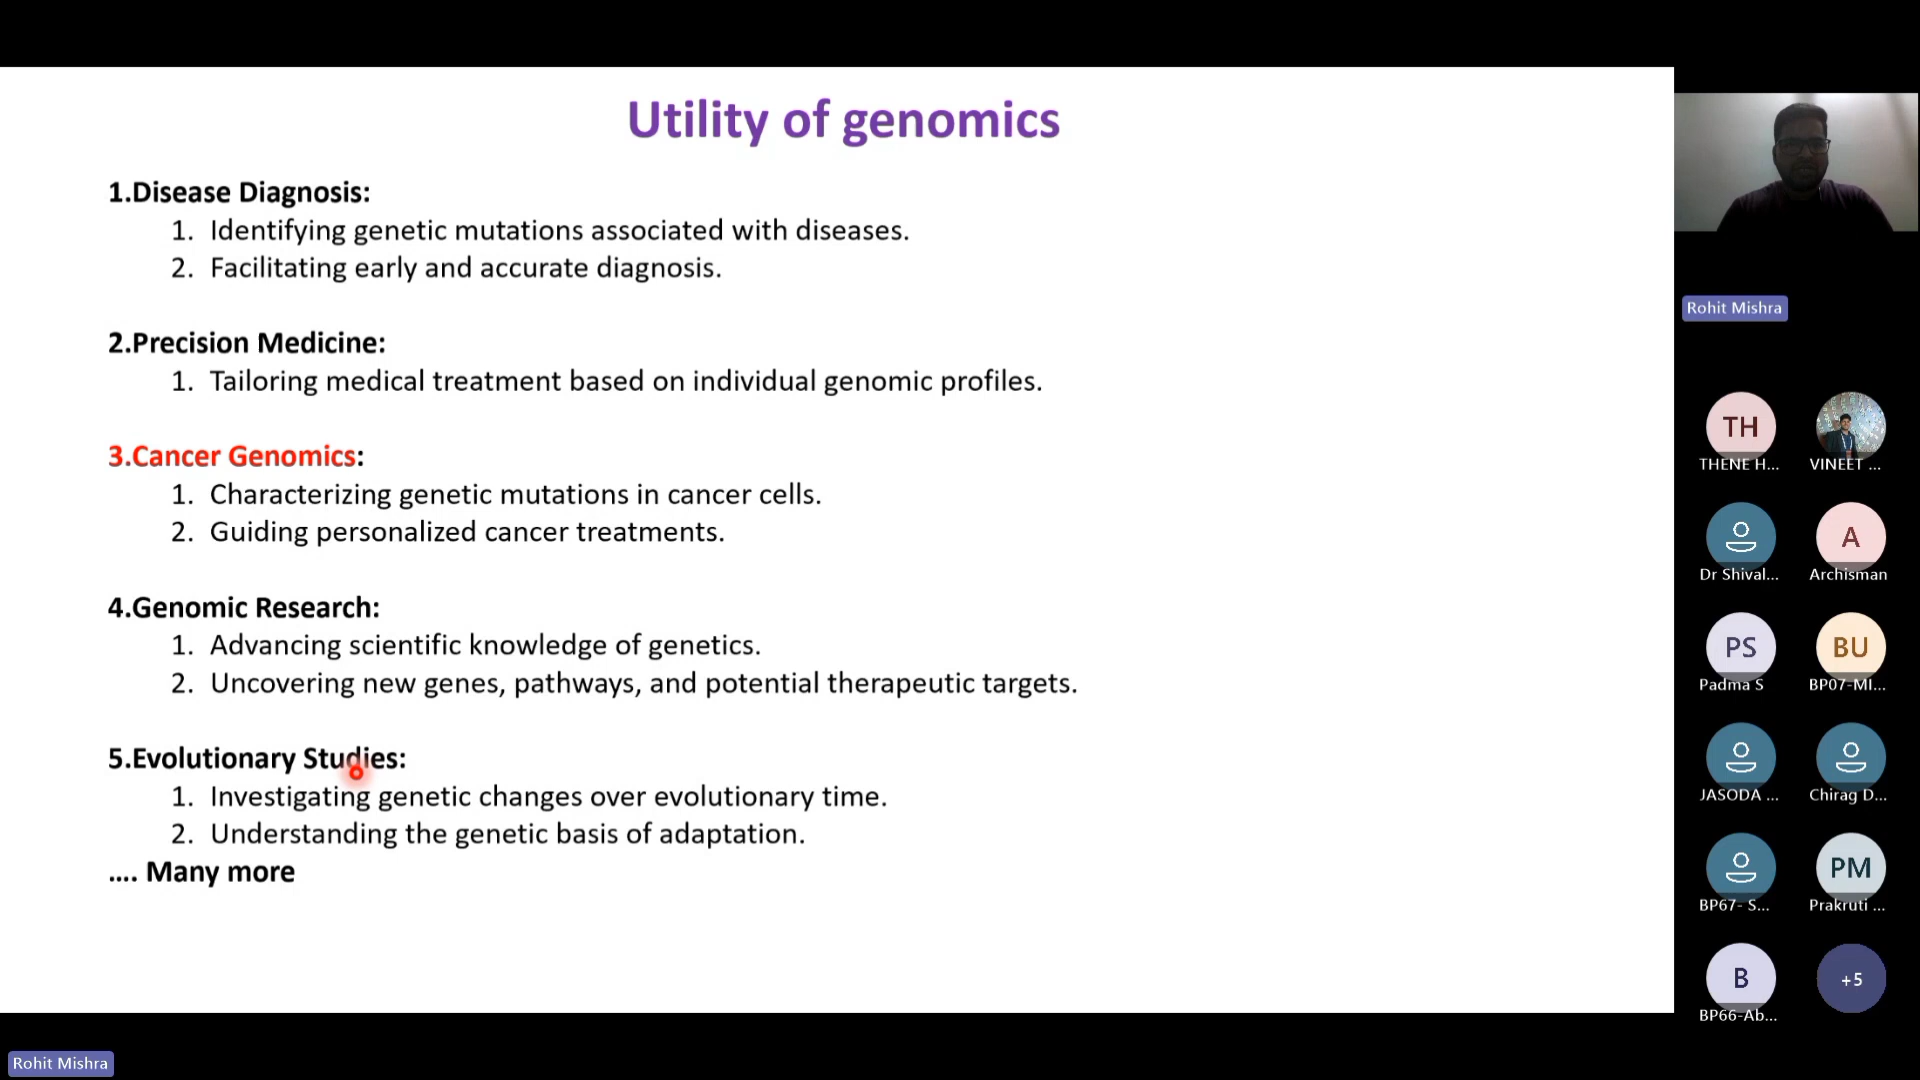 Utility of genomics
1.Disease Diagnosis:
1. Identifying genetic mutations associated with diseases.
2. Facilitating early and accurate diagnosis.
2.Precision Medicine:
1. Tailoring medical treatment based on individual genomic profiles.
3.Cancer Genomics:
1. Characterizing genetic mutations in cancer cells.
2. Guiding personalized cancer treatments.
4.Genomic Research:
1. Advancing scientific knowledge of genetics.
2. Uncovering new genes, pathways, and potential therapeutic targets.
5.Evolutionary Studies:
1. Investigating genetic changes over evolutionary time.
2. Understanding the genetic basis of adaptation.
.... Many more
Rohit Mishra
TH
THENE H...
VINEET ...
Dr Shival...
A
Archisman
PS
Padma S
BU
BP07-MI...
JASODA ...
Chirag D...
BP67- S...
PM
Prakruti ...
B
BP66-Ab...
+5
Rohit Mishra